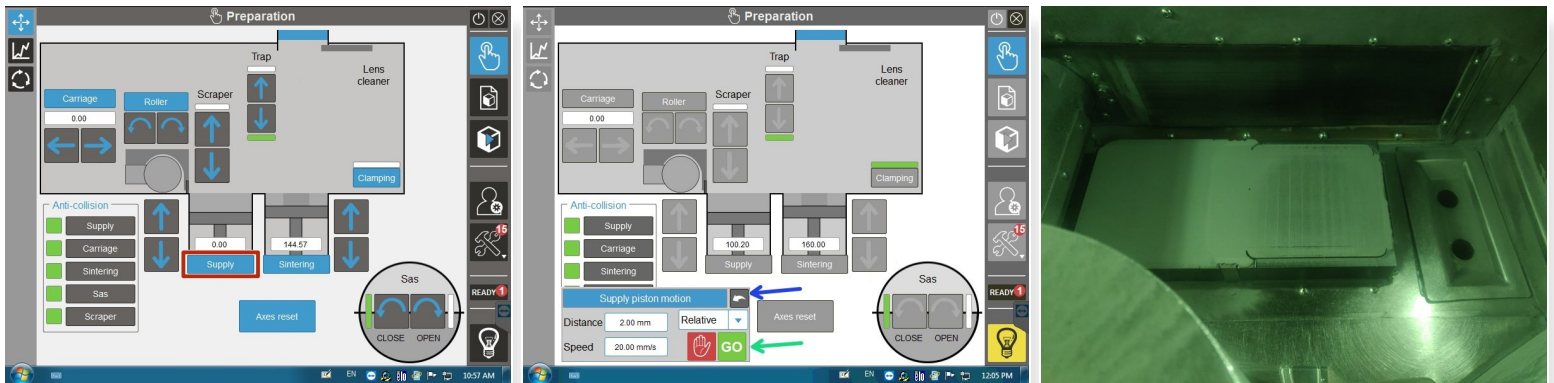 Preparation
Trap
Lens
cleaner
Carriage
Roller
Scraper
0.00
Clamping
Anti-collision
Supply
Carriage
Sintering
Sas
Scraper
0.00
144.57
Supply
Sintering
Sas
CLOSE
OPEN
Axes reset
15
READY
1
EN
10:57 AM
Preparation
Trap
Lens
cleaner
Carriage
Roller
Scraper
0.00
Clamping
Anti-collision
Supply
Carriage
Sintering
100.20
160.00
Supply
Sintering
Sas
CLOSE
OPEN
Supply piston motion
Distance
2.00 mm
Relative
Speed
20.00 mm/s
GO
Axes reset
15
READY
1
EN
12:05 PM